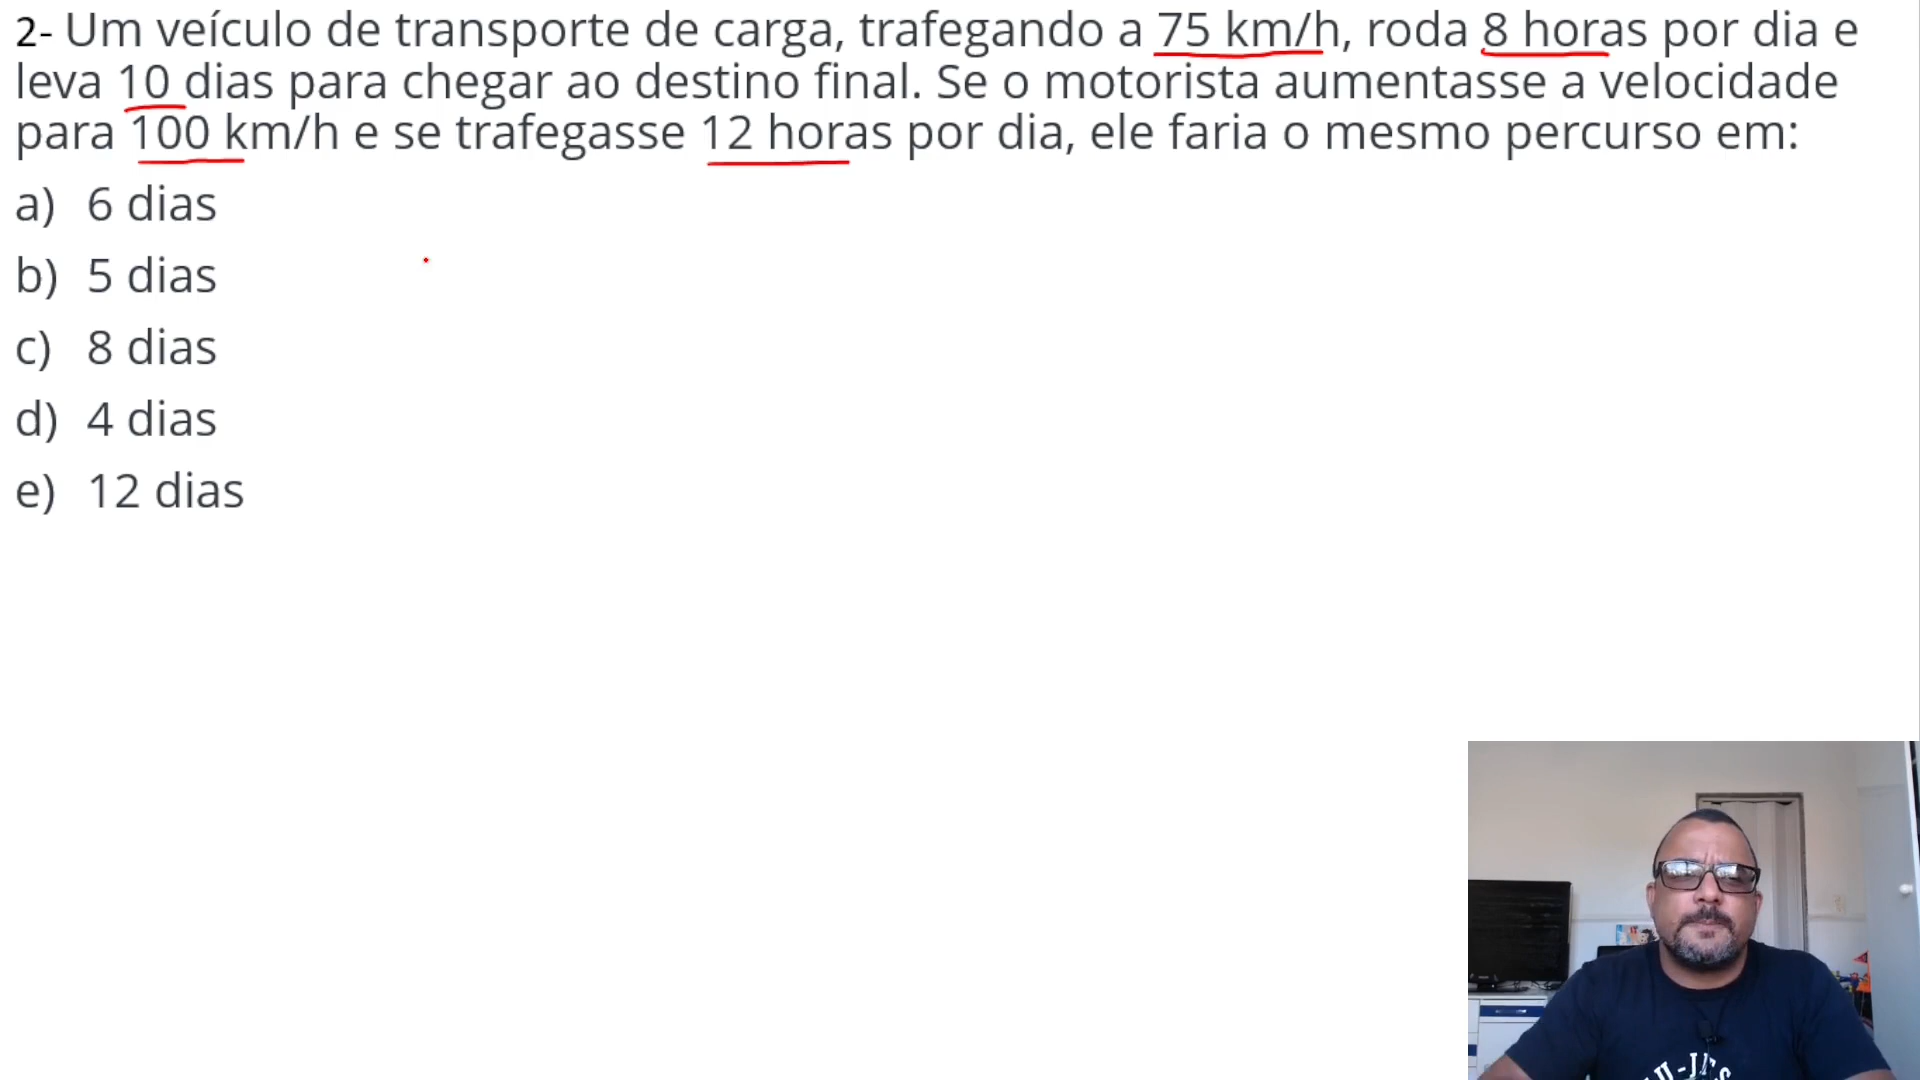 2- Um veículo de transporte de carga, trafegando a 75 km/h, roda 8 horas por dia e
leva 10 dias para chegar ao destino final. Se o motorista aumentasse a velocidade
para 100 km/h e se trafegasse 12 horas por dia, ele faria o mesmo percurso em:
a) 6 dias
b) 5 dias
c) 8 dias
d) 4 dias
e) 12 dias